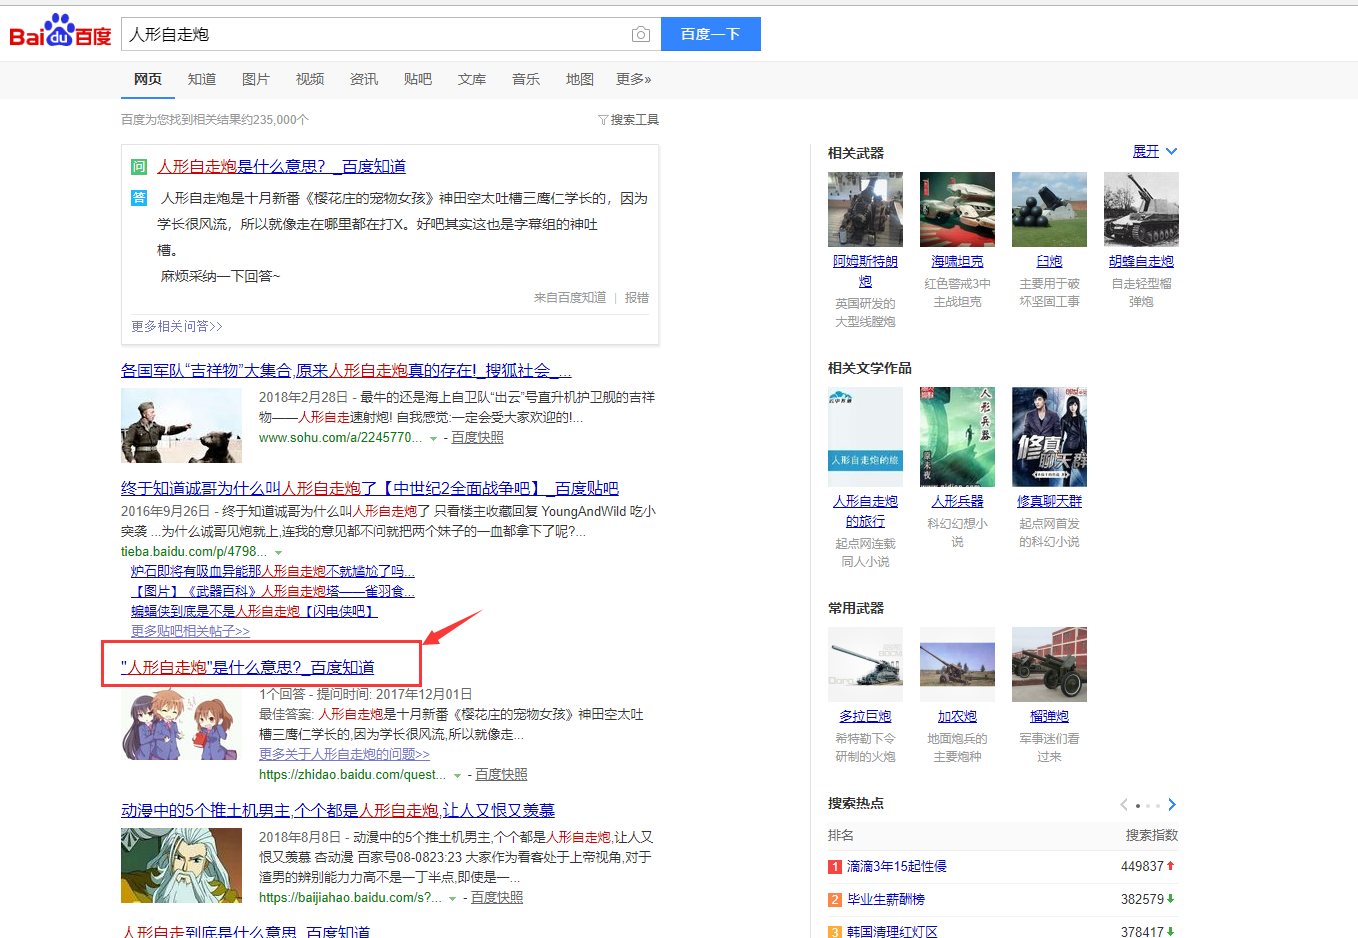 Bai du 百度
人形自走炮
百度一下
网页 知道 图片 视频 资讯 贴吧 文库 音乐 地图 更多»
百度为您找到相关结果约235,000个
搜索工具
问 人形自走炮是什么意思？_百度知道
答 人形自走炮是十月新番《樱花庄的宠物女孩》神田空太吐槽三鹰仁学长的，因为
学长很风流，所以就像走在哪里都在打X。好吧其实这也是字幕组的神吐
槽。
麻烦采纳一下回答~
来自百度知道 | 报错
更多相关问答>>
各国军队“吉祥物”大集合,原来人形自走炮真的存在!_搜狐社会_...
2018年2月28日 - 最牛的还是海上自卫队“出云”号直升机护卫舰的吉祥
物——人形自走速射炮! 自我感觉:一定会受大家欢迎的!...
www.sohu.com/a/2245770... - 百度快照
终于知道诚哥为什么叫人形自走炮了【中世纪2全面战争吧】_百度贴吧
2016年9月26日 - 终于知道诚哥为什么叫人形自走炮了 只看楼主收藏回复 YoungAndWild 吃小
突袭 ...为什么诚哥见炮就上,连我的意见都不问就把两个妹子的一血都拿下了呢?...
tieba.baidu.com/p/4798...
炉石即将有吸血异能那人形自走炮不就尴尬了吗...
【图片】《武器百科》人形自走炮塔——雀羽食...
蝙蝠侠到底是不是人形自走炮【闪电侠吧】
更多贴吧相关帖子>>
"人形自走炮"是什么意思?_百度知道
1个回答 - 提问时间: 2017年12月01日
最佳答案: 人形自走炮是十月新番《樱花庄的宠物女孩》神田空太吐
槽三鹰仁学长的,因为学长很风流,所以就像走...
更多关于人形自走炮的问题>>
https://zhidao.baidu.com/quest... - 百度快照
动漫中的5个推土机男主,个个都是人形自走炮,让人又恨又羡慕
2018年8月8日 - 动漫中的5个推土机男主,个个都是人形自走炮,让人又
恨又羡慕 杏动漫 百家号08-0823:23 大家作为看客处于上帝视角,对于
渣男的辨别能力力高不是一丁半点,即使是一...
https://baijiahao.baidu.com/s?... - 百度快照
人形自走到底是什么意思_百度知道
相关武器
展开
阿姆斯特朗炮
英国研发的
大型线膛炮
海啸坦克
红色警戒3中
主战坦克
臼炮
主要用于破
坏坚固工事
胡蜂自走炮
自走轻型榴
弹炮
相关文学作品
人形自走炮的旅
人形兵器
修真聊天群
人形自走炮
的旅行
起点网连载
同人小说
人形兵器
科幻幻想小
说
修真聊天群
起点网首发
的科幻小说
常用武器
多拉巨炮
希特勒下令
研制的火炮
加农炮
地面炮兵的
主要炮种
榴弹炮
军事迷们看
过来
搜索热点
排名 搜索指数
1 滴滴3年15起性侵 449837
2 毕业生薪酬榜 382579
3 韩国清理红灯区 378417